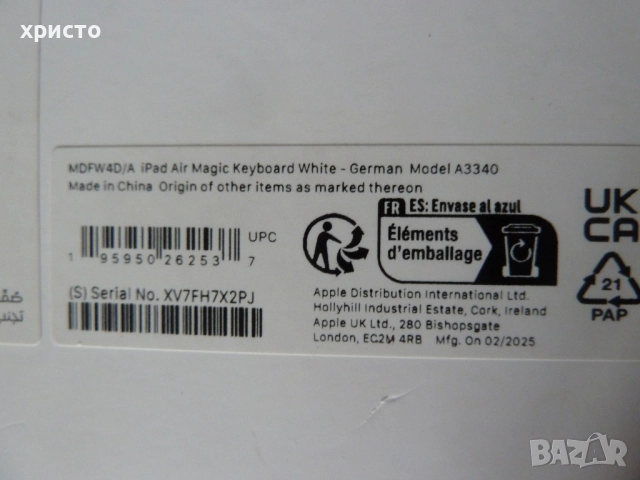 христо
MDFW4D/A iPad Air Magic Keyboard White - German Model A3340
Made in China Origin of other items as marked thereon
UPC
1 95950 26253 7
(S) Serial No. XV7FH7X2PJ
FR ES: Envase al azul
Éléments
d'emballage
Apple Distribution International Ltd.
Hollyhill Industrial Estate, Cork, Ireland
Apple UK Ltd., 280 Bishopsgate
London, EC2M 4RB Mfg. On 02/2025
UK
CA
21
PAP
BAZAR